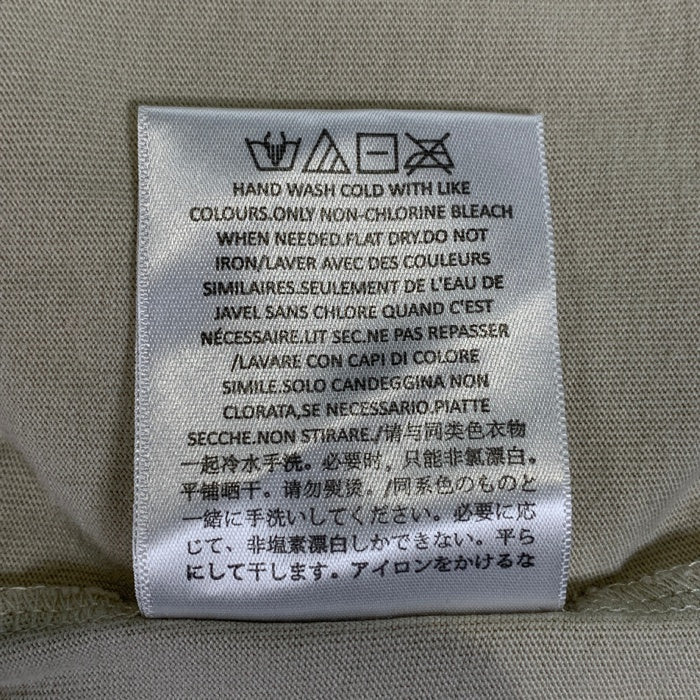 HAND WASH COLD WITH LIKE
COLOURS.ONLY NON-CHLORINE BLEACH
WHEN NEEDED.FLAT DRY.DO NOT
IRON/LAVER AVEC DES COULEURS
SIMILAIRES.SEULEMENT DE L'EAU DE
JAVEL SANS CHLORE QUAND C'EST
NÉCESSAIRE.LIT SEC.NE PAS REPASSER
/LAVARE CON CAPI DI COLORE
SIMILE.SOLO CANDEGGINA NON
CLORATA,SE NECESSARIO.PIATTE
SECCHE.NON STIRARE./请与同类色衣物
一起冷水手洗。必要时，只能非氯漂白。
平铺晒干。请勿熨烫。/同系色のものと
一緒に手洗いしてください。必要に応
じて、非塩素漂白しかできない。平ら
にして干します。アイロンをかけるな